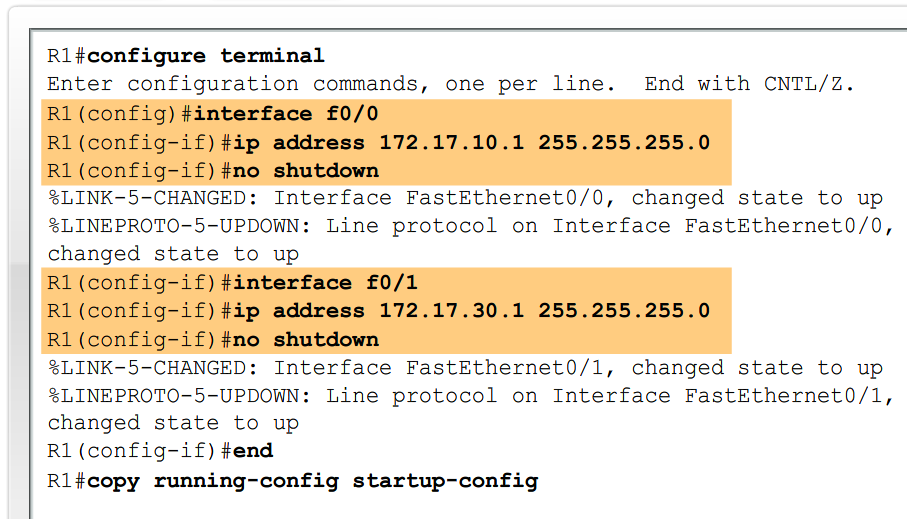 R1#configure terminal
Enter configuration commands, one per line.  End with CNTL/Z.
R1(config)#interface f0/0
R1(config-if)#ip address 172.17.10.1 255.255.255.0
R1(config-if)#no shutdown
%LINK-5-CHANGED: Interface FastEthernet0/0, changed state to up
%LINEPROTO-5-UPDOWN: Line protocol on Interface FastEthernet0/0,
changed state to up
R1(config-if)#interface f0/1
R1(config-if)#ip address 172.17.30.1 255.255.255.0
R1(config-if)#no shutdown
%LINK-5-CHANGED: Interface FastEthernet0/1, changed state to up
%LINEPROTO-5-UPDOWN: Line protocol on Interface FastEthernet0/1,
changed state to up
R1(config-if)#end
R1#copy running-config startup-config